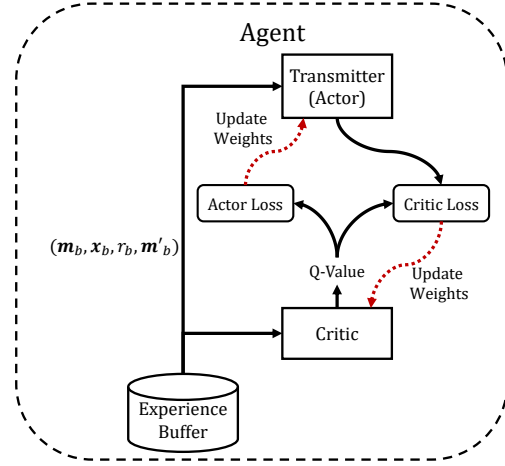 Agent
Transmitter
(Actor)
Update
Weights
Actor Loss
Critic Loss
(𝒎_b, 𝒙_b, r_b, 𝒎'_b)
Q-Value
Update
Weights
Critic
Experience
Buffer